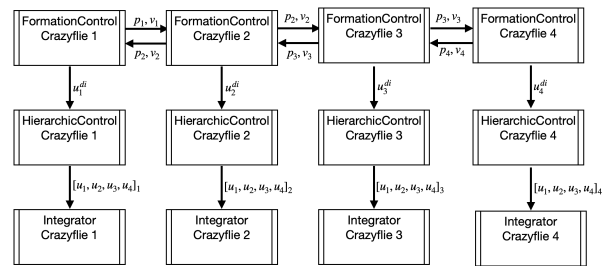 FormationControl
Crazyflie 1
p₁, v₁
p₂, v₂
FormationControl
Crazyflie 2
p₂, v₂
p₃, v₃
FormationControl
Crazyflie 3
p₃, v₃
p₄, v₄
FormationControl
Crazyflie 4
u₁ᵈⁱ
u₂ᵈⁱ
u₃ᵈⁱ
u₄ᵈⁱ
HierarchicControl
Crazyflie 1
HierarchicControl
Crazyflie 2
HierarchicControl
Crazyflie 3
HierarchicControl
Crazyflie 4
[u₁, u₂, u₃, u₄]₁
[u₁, u₂, u₃, u₄]₂
[u₁, u₂, u₃, u₄]₃
[u₁, u₂, u₃, u₄]₄
Integrator
Crazyflie 1
Integrator
Crazyflie 2
Integrator
Crazyflie 3
Integrator
Crazyflie 4